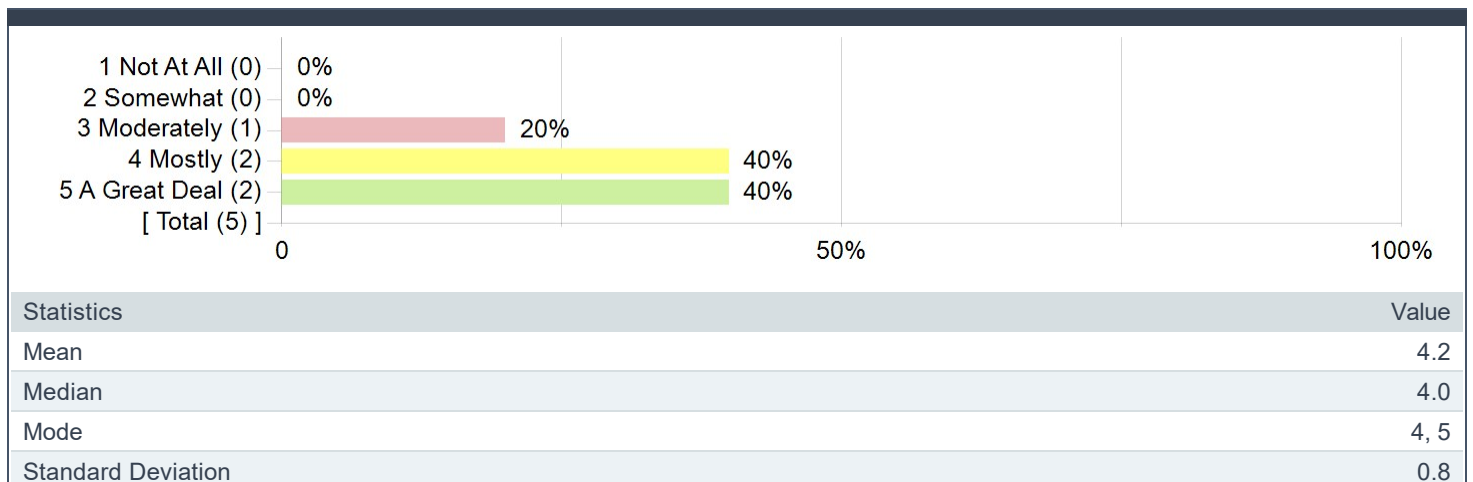 1 Not At All (0) 0%
2 Somewhat (0) 0%
3 Moderately (1) 20%
4 Mostly (2) 40%
5 A Great Deal (2) 40%
[ Total (5) ]
0 50% 100%
Statistics Value
Mean 4.2
Median 4.0
Mode 4, 5
Standard Deviation 0.8